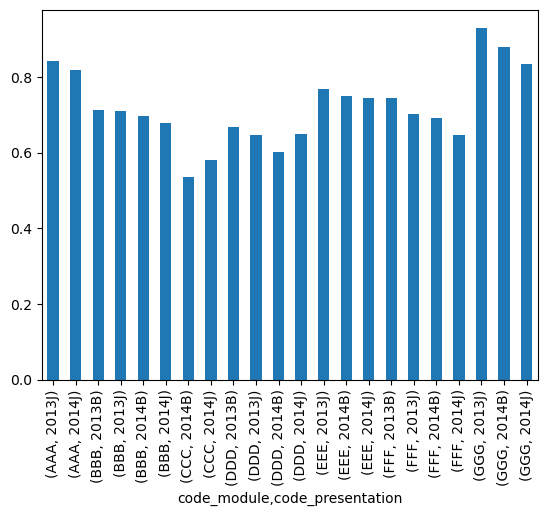 0.8
0.6
0.4
0.2
0.0
(AAA, 2013J)
(AAA, 2014J)
(BBB, 2013B)
(BBB, 2013J)
(BBB, 2014B)
(BBB, 2014J)
(CCC, 2014B)
(CCC, 2014J)
(DDD, 2013B)
(DDD, 2013J)
(DDD, 2014B)
(DDD, 2014J)
(EEE, 2013J)
(EEE, 2014B)
(EEE, 2014J)
(FFF, 2013B)
(FFF, 2013J)
(FFF, 2014B)
(FFF, 2014J)
(GGG, 2013J)
(GGG, 2014B)
(GGG, 2014J)
code_module,code_presentation